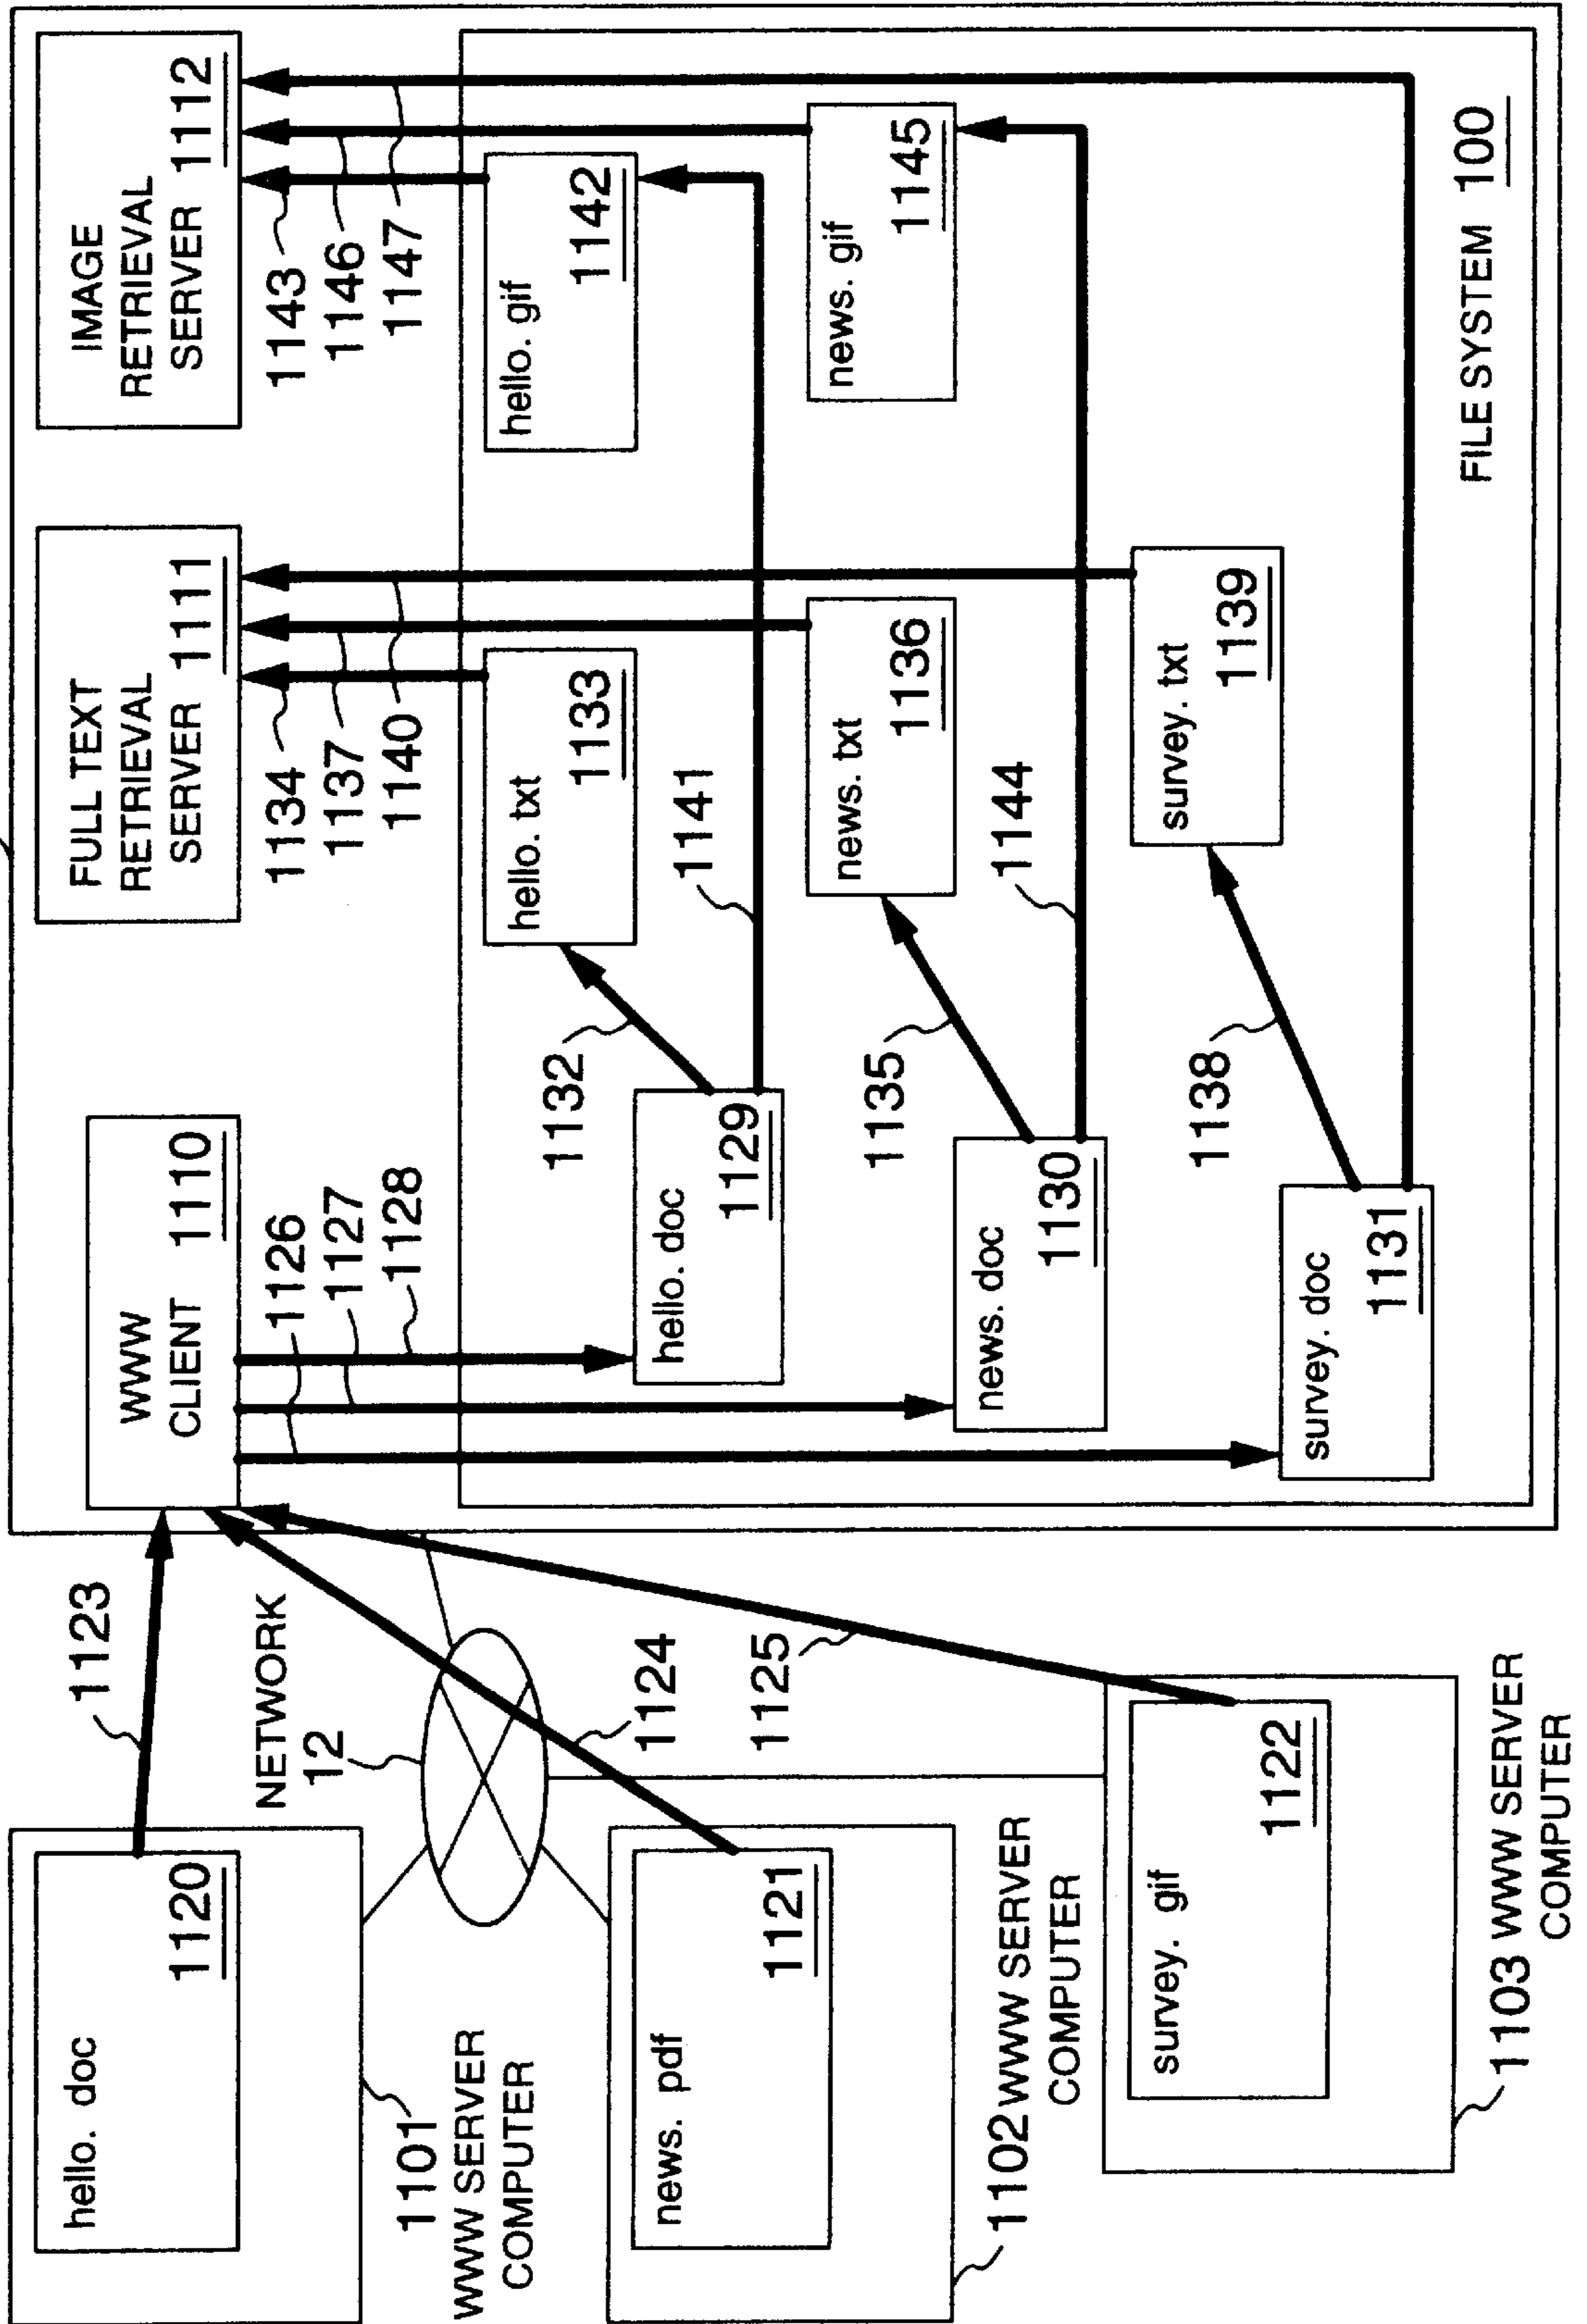 hello. doc
1120
1101
WWW SERVER
COMPUTER
news. pdf
1121
1102 WWW SERVER
COMPUTER
survey. gif
1122
1103 WWW SERVER
COMPUTER
NETWORK
12
1123
1124
1125
WWW
CLIENT 1110
1126
1127
1128
FULL TEXT
RETRIEVAL
SERVER 1111
1134
1137
1140
IMAGE
RETRIEVAL
SERVER 1112
1143
1146
1147
hello. doc
1129
1132
hello. txt
1133
1141
hello. gif
1142
news. doc
1130
1135
news. txt
1136
1144
news. gif
1145
survey. doc
1131
1138
survey. txt
1139
FILE SYSTEM 100